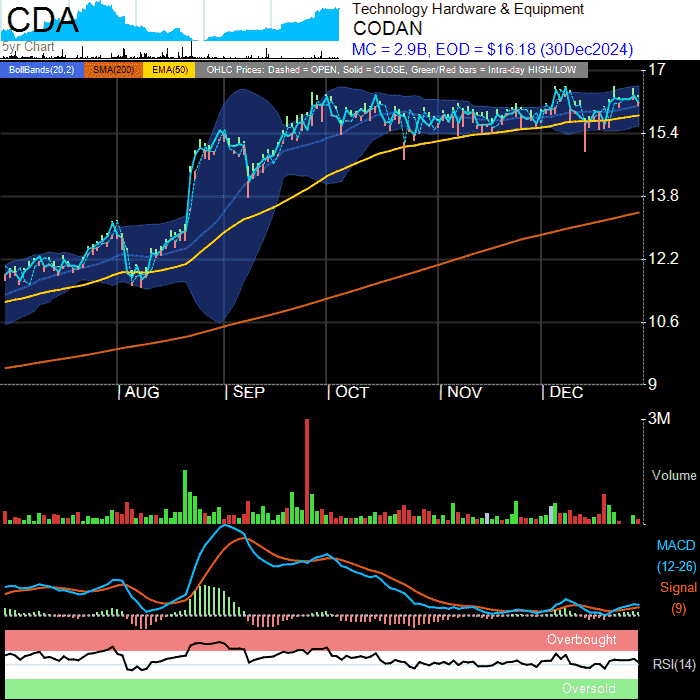 CDA
5yr Chart
Technology Hardware & Equipment
CODAN
MC = 2.9B, EOD = $16.18 (30Dec2024)
BollBands(20,2) SMA(200) EMA(50) OHLC Prices: Dashed = OPEN, Solid = CLOSE, Green/Red bars = Intra-day HIGH/LOW
17
15.4
13.8
12.2
10.6
9
AUG SEP OCT NOV DEC
3M
Volume
MACD
(12-26)
Signal
(9)
Overbought
RSI(14)
Oversold